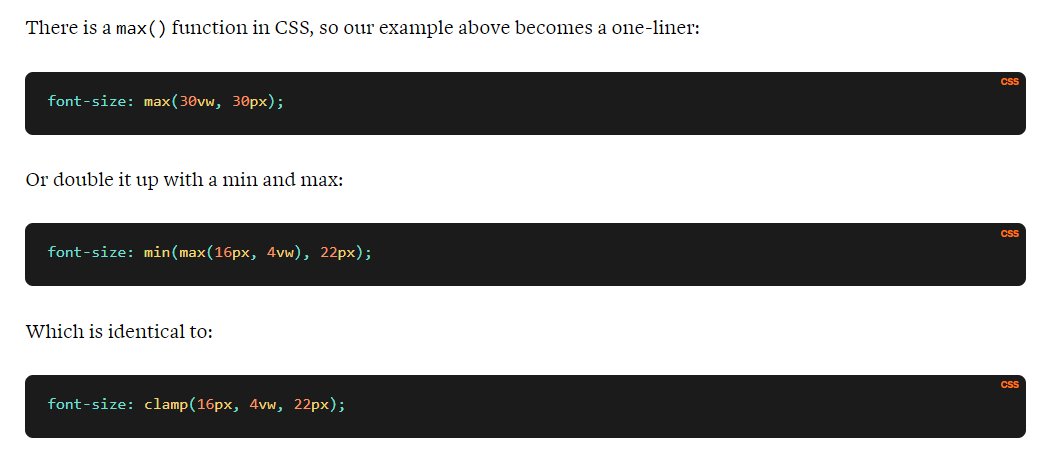 There is a max() function in CSS, so our example above becomes a one-liner:
CSS
font-size: max(30vw, 30px);
Or double it up with a min and max:
CSS
font-size: min(max(16px, 4vw), 22px);
Which is identical to:
CSS
font-size: clamp(16px, 4vw, 22px);